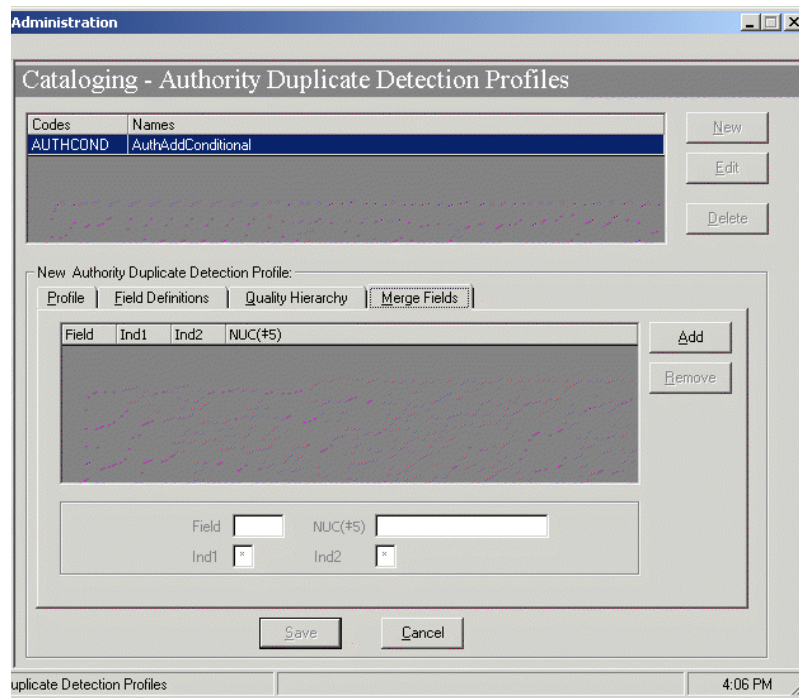 Administration
Cataloging - Authority Duplicate Detection Profiles
Codes Names
AUTHCOND AuthAddConditional
New
Edit
Delete
New Authority Duplicate Detection Profile:
Profile Field Definitions Quality Hierarchy Merge Fields
Field Ind1 Ind2 NUC(‡5)
Add
Remove
Field NUC(‡5)
Ind1 * Ind2 *
Save Cancel
uplicate Detection Profiles 4:06 PM